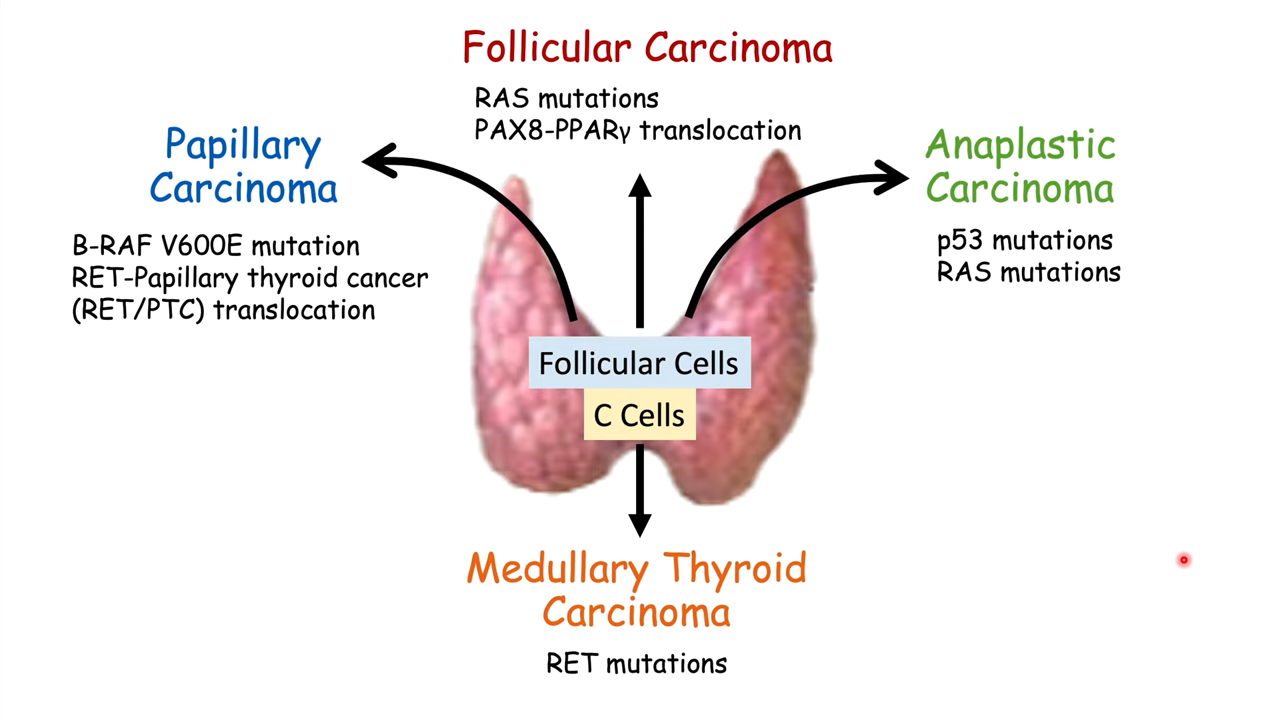 Follicular Carcinoma
RAS mutations
PAX8-PPARγ translocation
Papillary
Carcinoma
B-RAF V600E mutation
RET-Papillary thyroid cancer
(RET/PTC) translocation
Anaplastic
Carcinoma
p53 mutations
RAS mutations
Follicular Cells
C Cells
Medullary Thyroid
Carcinoma
RET mutations